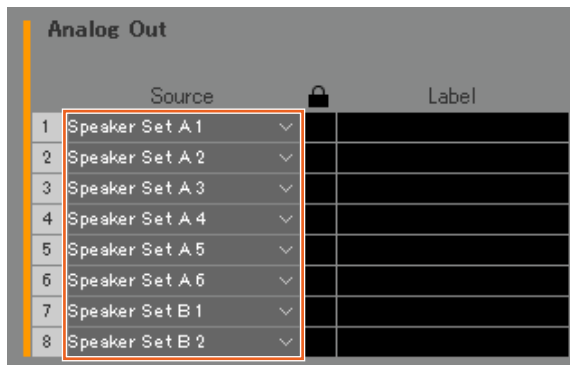 Analog Out
Source Label
1 Speaker Set A 1
2 Speaker Set A 2
3 Speaker Set A 3
4 Speaker Set A 4
5 Speaker Set A 5
6 Speaker Set A 6
7 Speaker Set B 1
8 Speaker Set B 2